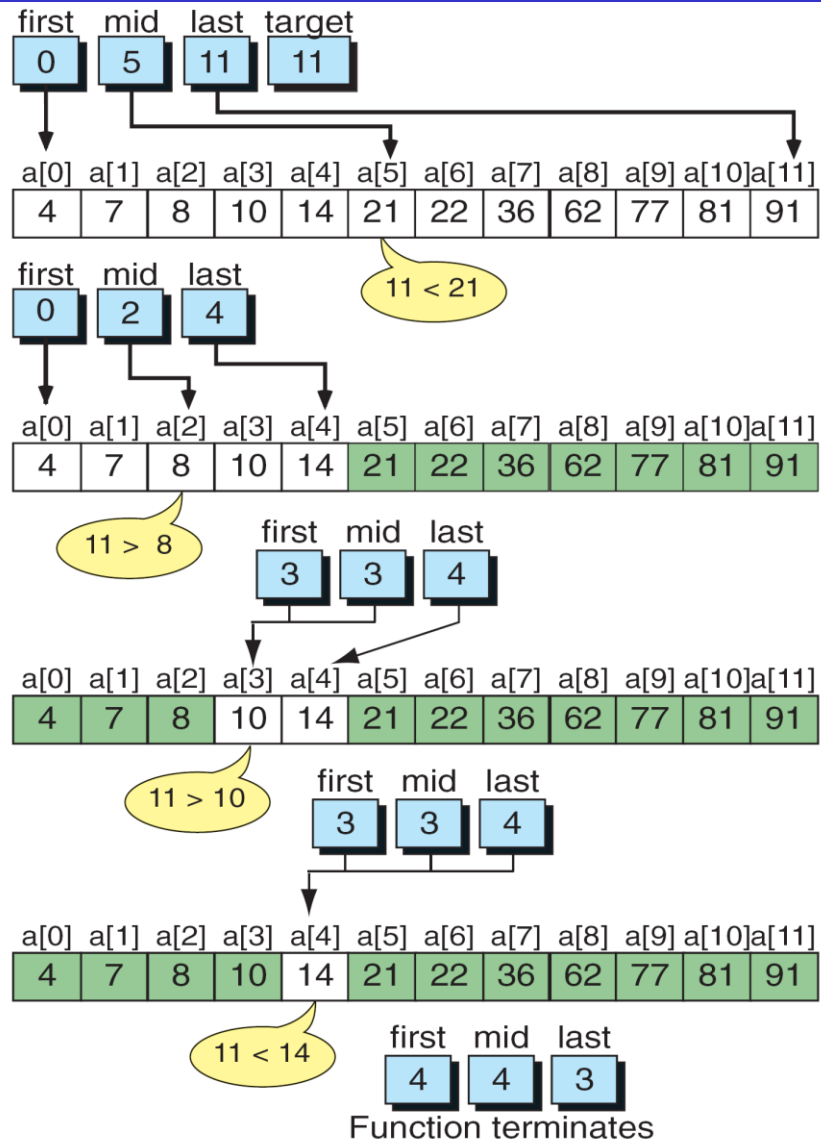 first mid last target
0 5 11 11
a[0] a[1] a[2] a[3] a[4] a[5] a[6] a[7] a[8] a[9] a[10]a[11]
4 7 8 10 14 21 22 36 62 77 81 91
11 < 21
first mid last
0 2 4
a[0] a[1] a[2] a[3] a[4] a[5] a[6] a[7] a[8] a[9] a[10]a[11]
4 7 8 10 14 21 22 36 62 77 81 91
11 > 8
first mid last
3 3 4
a[0] a[1] a[2] a[3] a[4] a[5] a[6] a[7] a[8] a[9] a[10]a[11]
4 7 8 10 14 21 22 36 62 77 81 91
11 > 10
first mid last
3 3 4
a[0] a[1] a[2] a[3] a[4] a[5] a[6] a[7] a[8] a[9] a[10]a[11]
4 7 8 10 14 21 22 36 62 77 81 91
11 < 14
first mid last
4 4 3
Function terminates